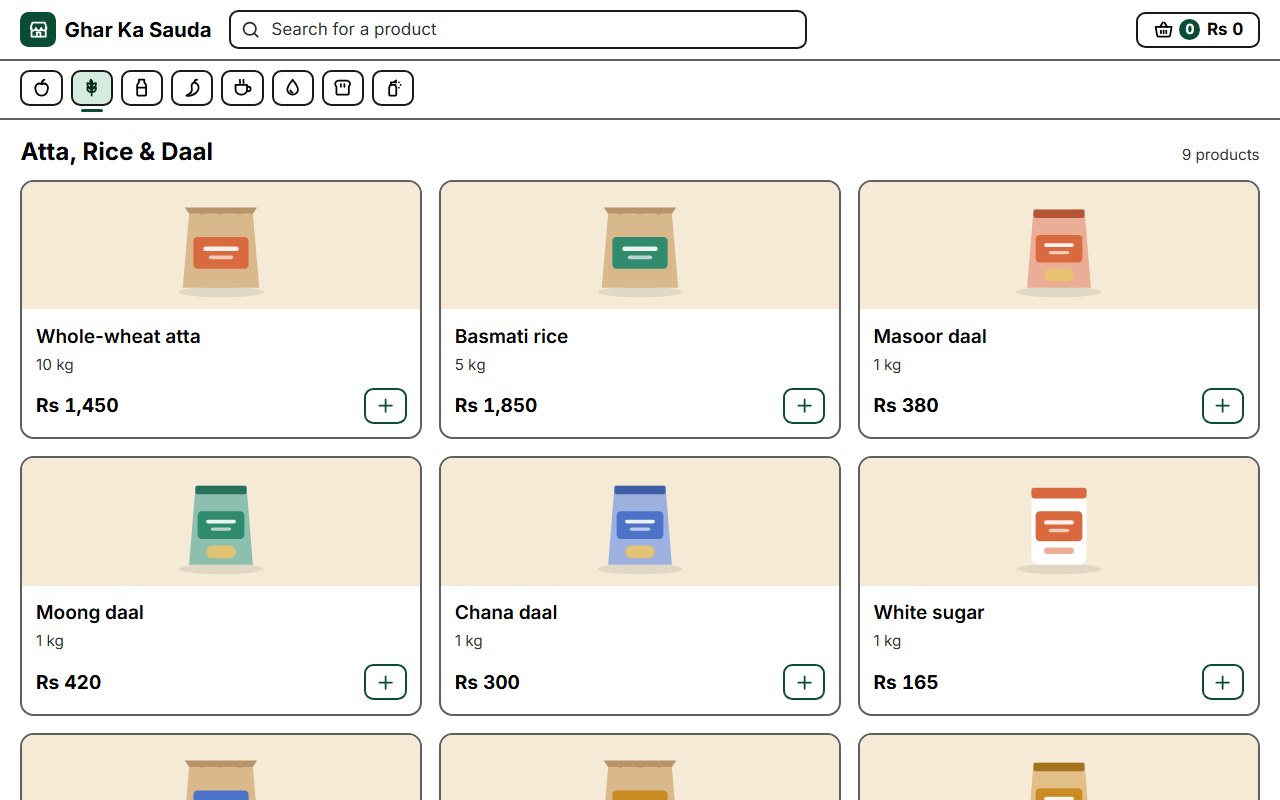 Ghar Ka Sauda
Search for a product
0 Rs 0
Atta, Rice & Daal
9 products
Whole-wheat atta
10 kg
Rs 1,450
Basmati rice
5 kg
Rs 1,850
Masoor daal
1 kg
Rs 380
Moong daal
1 kg
Rs 420
Chana daal
1 kg
Rs 300
White sugar
1 kg
Rs 165